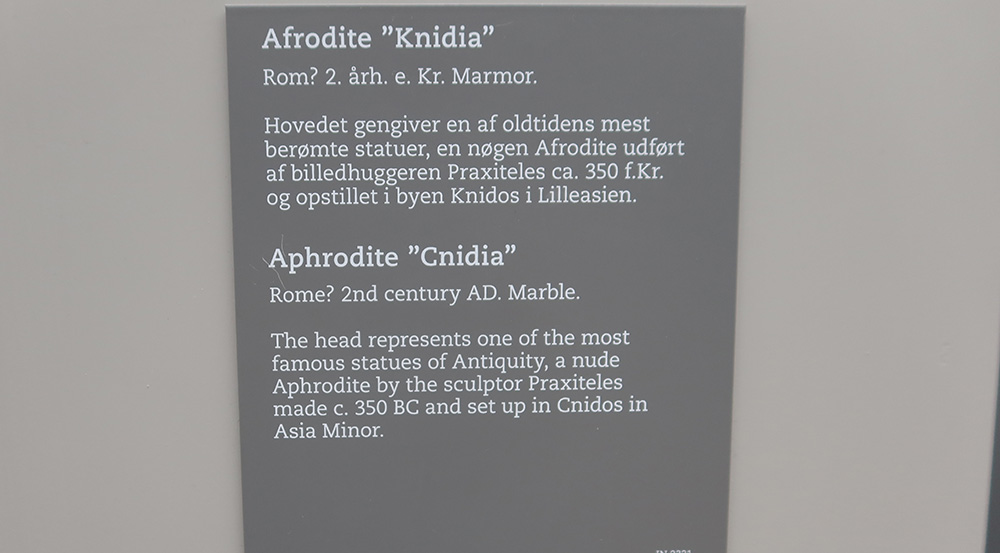 Afrodite ”Knidia”
Rom? 2. årh. e. Kr. Marmor.
Hovedet gengiver en af oldtidens mest
berømte statuer, en nøgen Afrodite udført
af billedhuggeren Praxiteles ca. 350 f.Kr.
og opstillet i byen Knidos i Lilleasien.
Aphrodite ”Cnidia”
Rome? 2nd century AD. Marble.
The head represents one of the most
famous statues of Antiquity, a nude
Aphrodite by the sculptor Praxiteles
made c. 350 BC and set up in Cnidos in
Asia Minor.